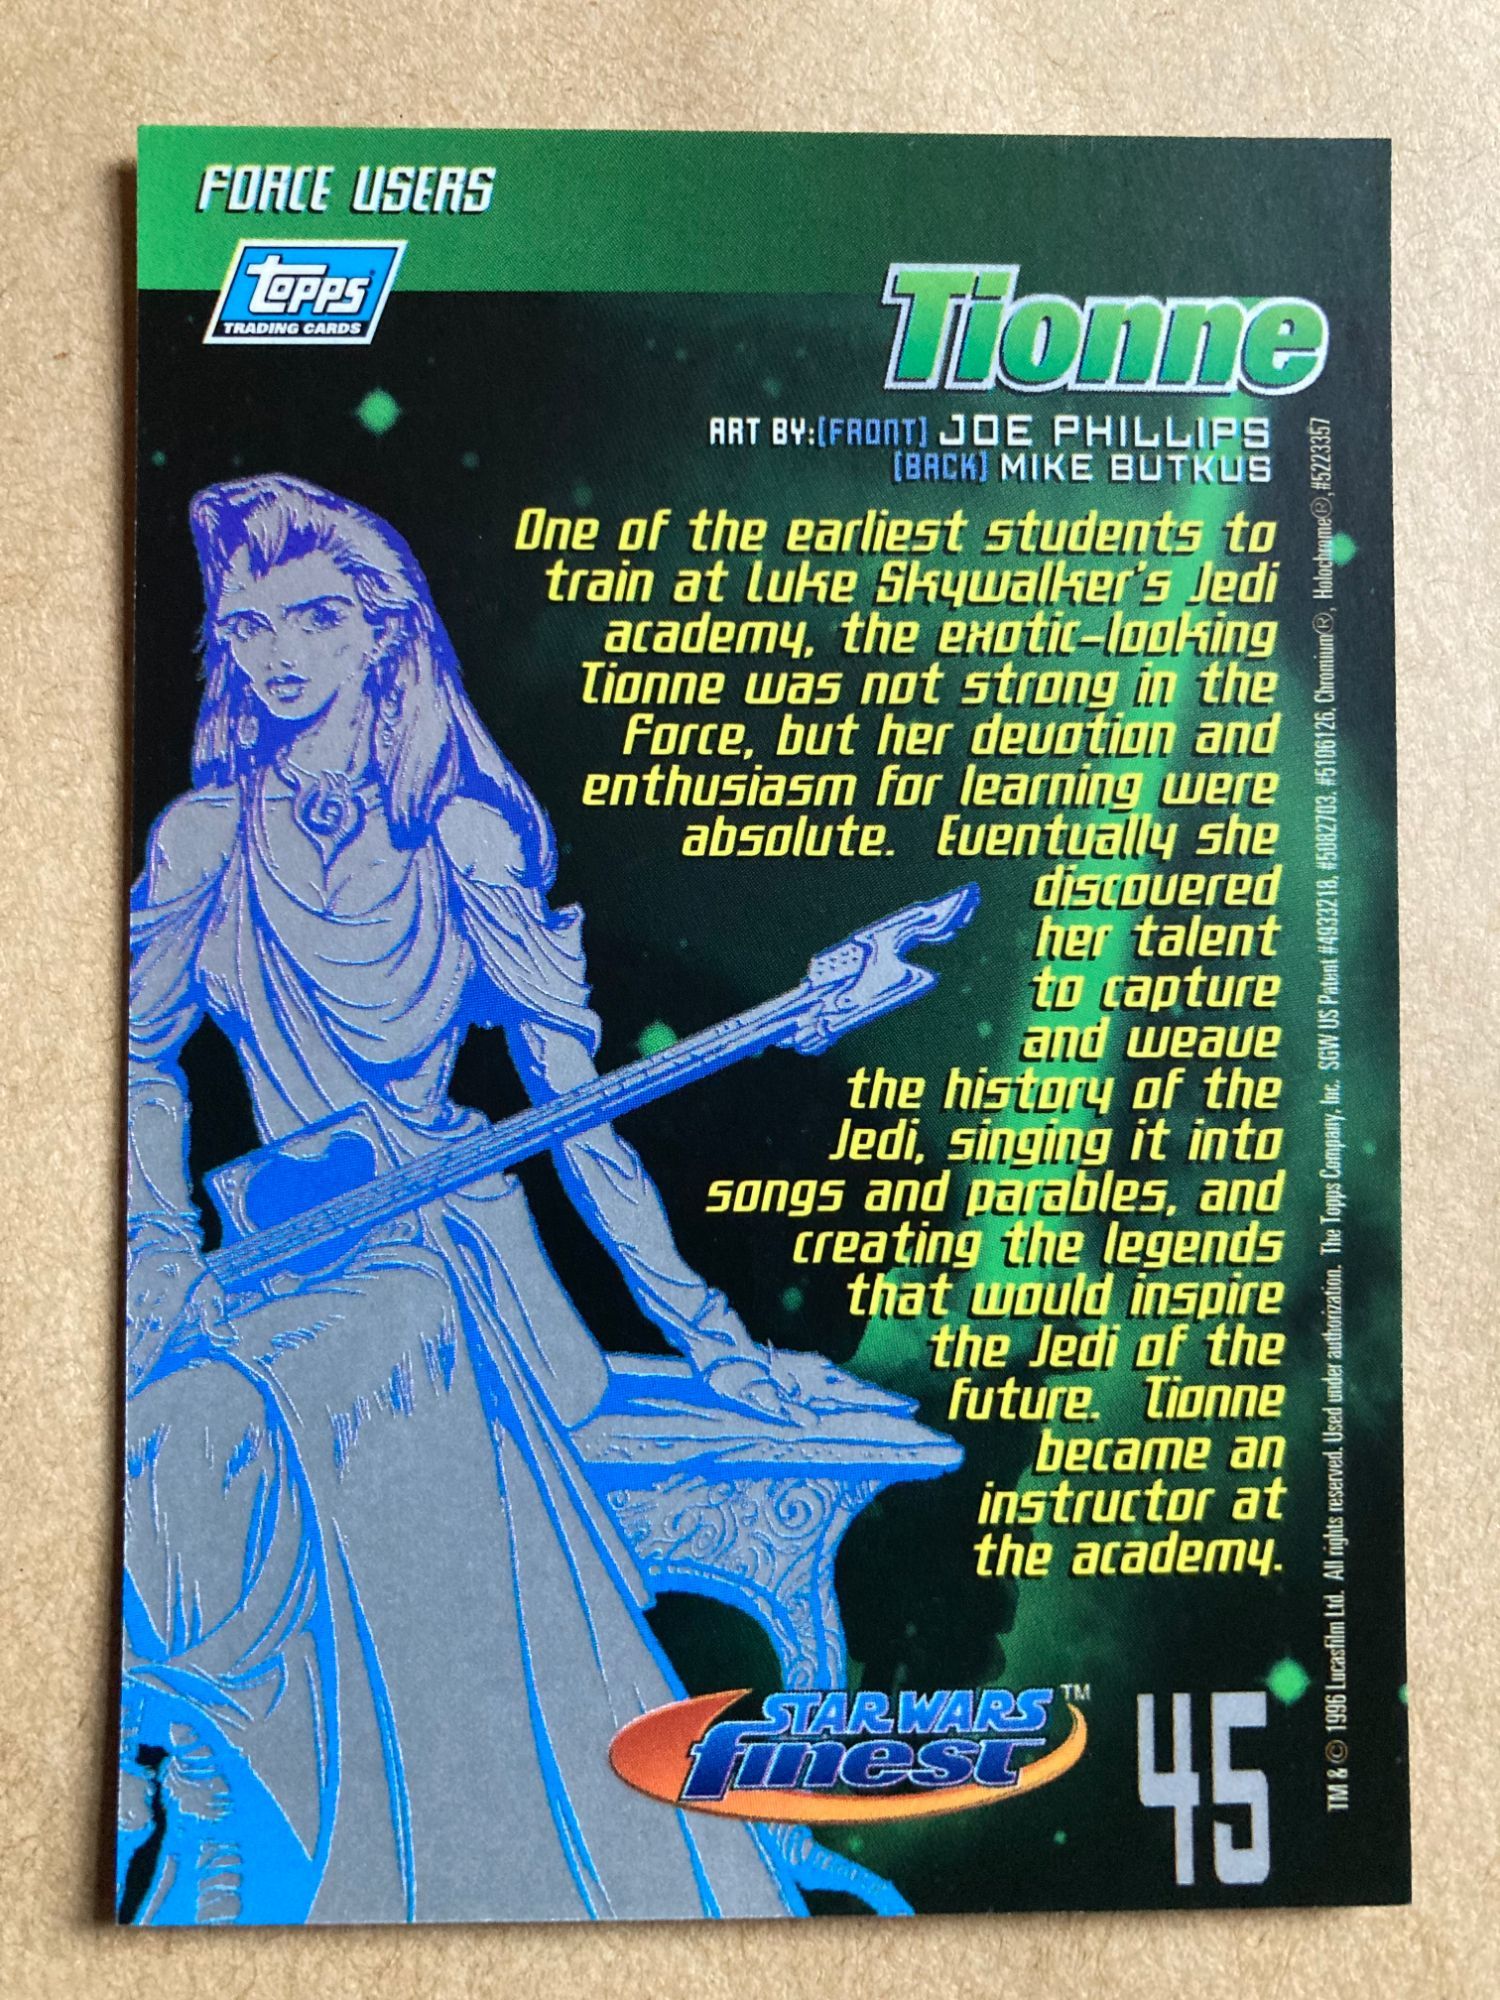 FORCE USERS
Topps
TRADING CARDS
Tionne
ART BY:[FRONT] JOE PHILLIPS
[BACK] MIKE BUTKUS
One of the earliest students to
train at Luke Skywalker's Jedi
academy, the exotic-looking
Tionne was not strong in the
Force, but her devotion and
enthusiasm for learning were
absolute.  Eventually she
discovered
her talent
to capture
and weave
the history of the
Jedi, singing it into
songs and parables, and
creating the legends
that would inspire
the Jedi of the
future.  Tionne
became an
instructor at
the academy.
STAR WARS TM
finest
45
TM & © 1996 Lucasfilm Ltd.  All rights reserved. Used under authorization.  The Topps Company, Inc.  SGW US Patent #4933218, #5082703, #5106126, Chromium®, Holochrome®, #5223357